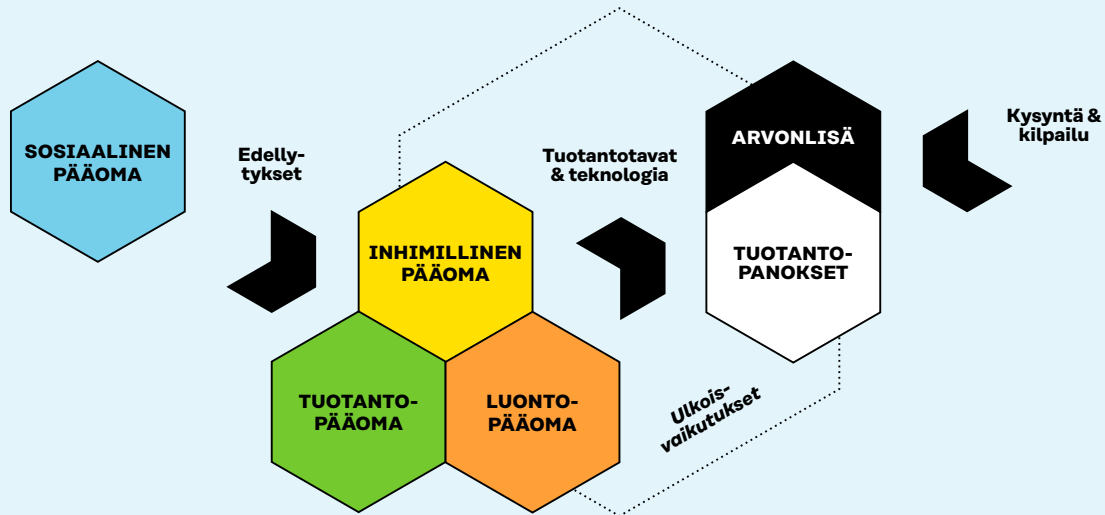 SOSIAALINEN
PÄÄOMA
Edelly-
tykset
INHIMILLINEN
PÄÄOMA
TUOTANTO-
PÄÄOMA
LUONTO-
PÄÄOMA
Tuotantotavat
& teknologia
Ulkois-
vaikutukset
ARVONLISÄ
TUOTANTO-
PANOKSET
Kysyntä &
kilpailu